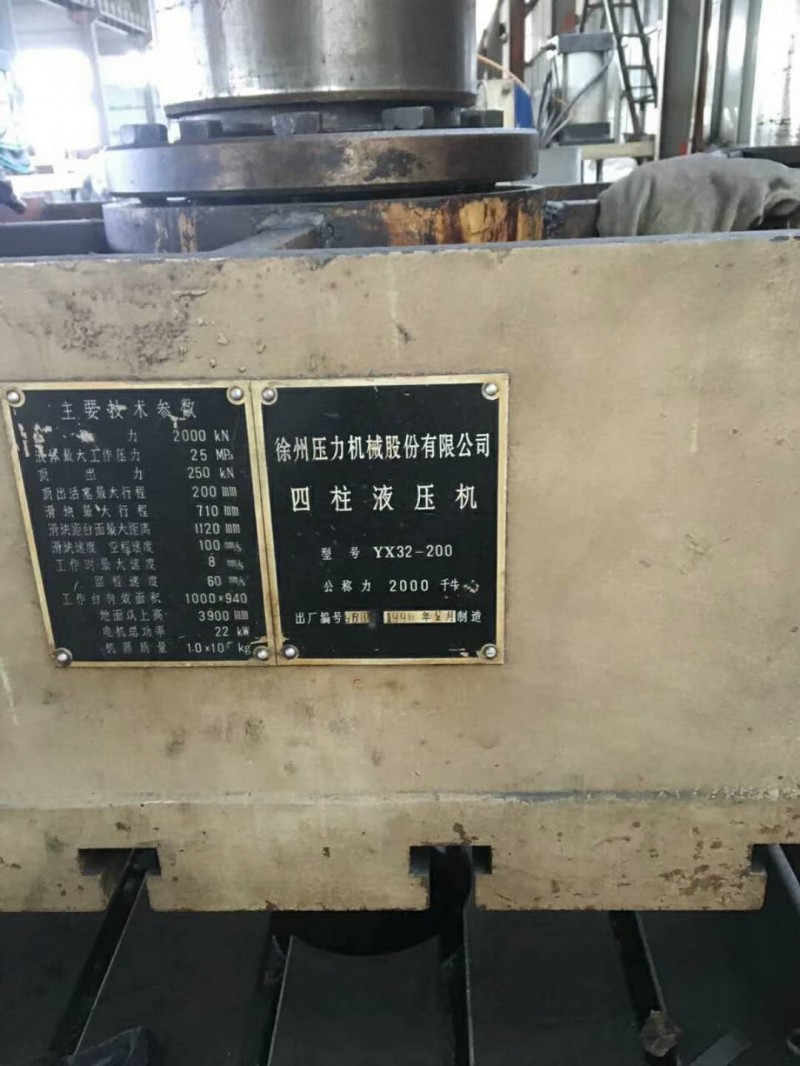 主要技术参数
力 2000 kN
液体最大工作压力 25 MPa
顶出力 250 kN
顶出活塞最大行程 200 mm
滑块最大行程 710 mm
滑块距台面最大距离 1120 mm
滑块速度 空程速度 100 m/s
工作时最大速度 8 m/s
回程速度 60 m/s
工作台有效面积 1000×940
地面以上高 3900 mm
电机总功率 22 kW
机器质量 kg
徐州压力机械股份有限公司
四柱液压机
型号 YX32-200
公称力 2000 千牛
出厂编号 年 月制造